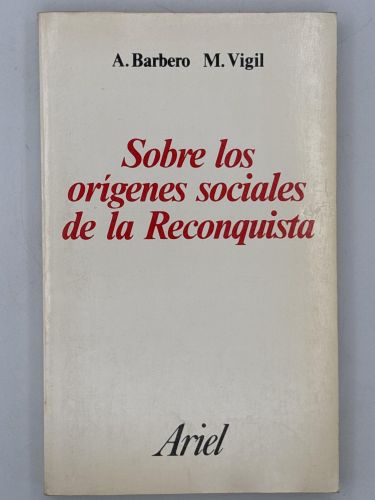 A. Barbero M. Vigil
Sobre los
orígenes sociales
de la Reconquista
Ariel